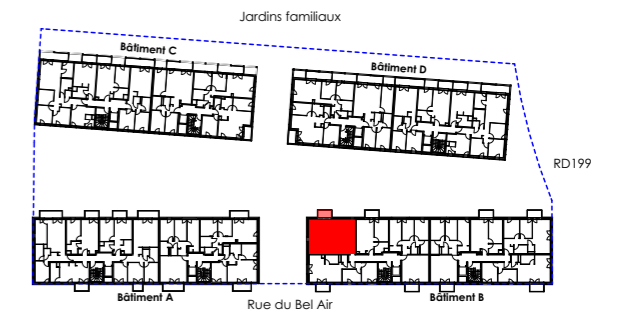 Jardins familiaux
Bâtiment C
Bâtiment D
RD199
Bâtiment A
Rue du Bel Air
Bâtiment B